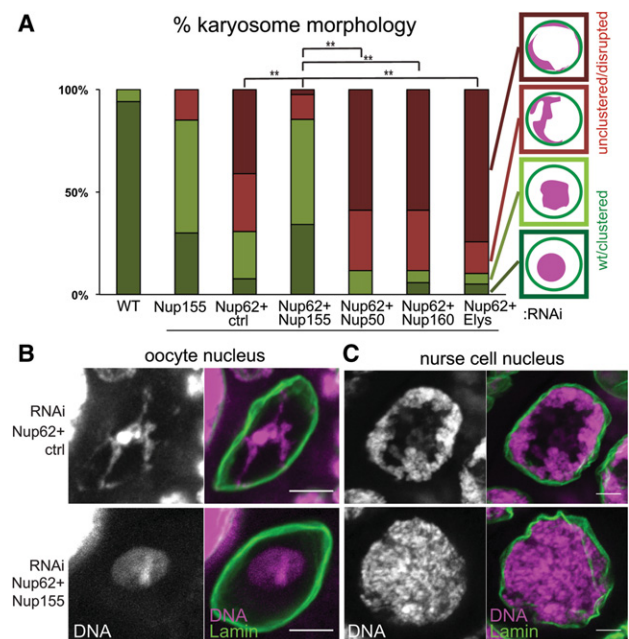 A
% karyosome morphology
**
**
** **
100%
50%
0%
WT
Nup155
Nup62+
ctrl
Nup62+
Nup155
Nup62+
Nup50
Nup62+
Nup160
Nup62+
Elys
:RNAi
unclustered/disrupted
wt/clustered
B
oocyte nucleus
RNAi
Nup62+
ctrl
RNAi
Nup62+
Nup155
DNA
DNA
Lamin
C
nurse cell nucleus
DNA
DNA
Lamin